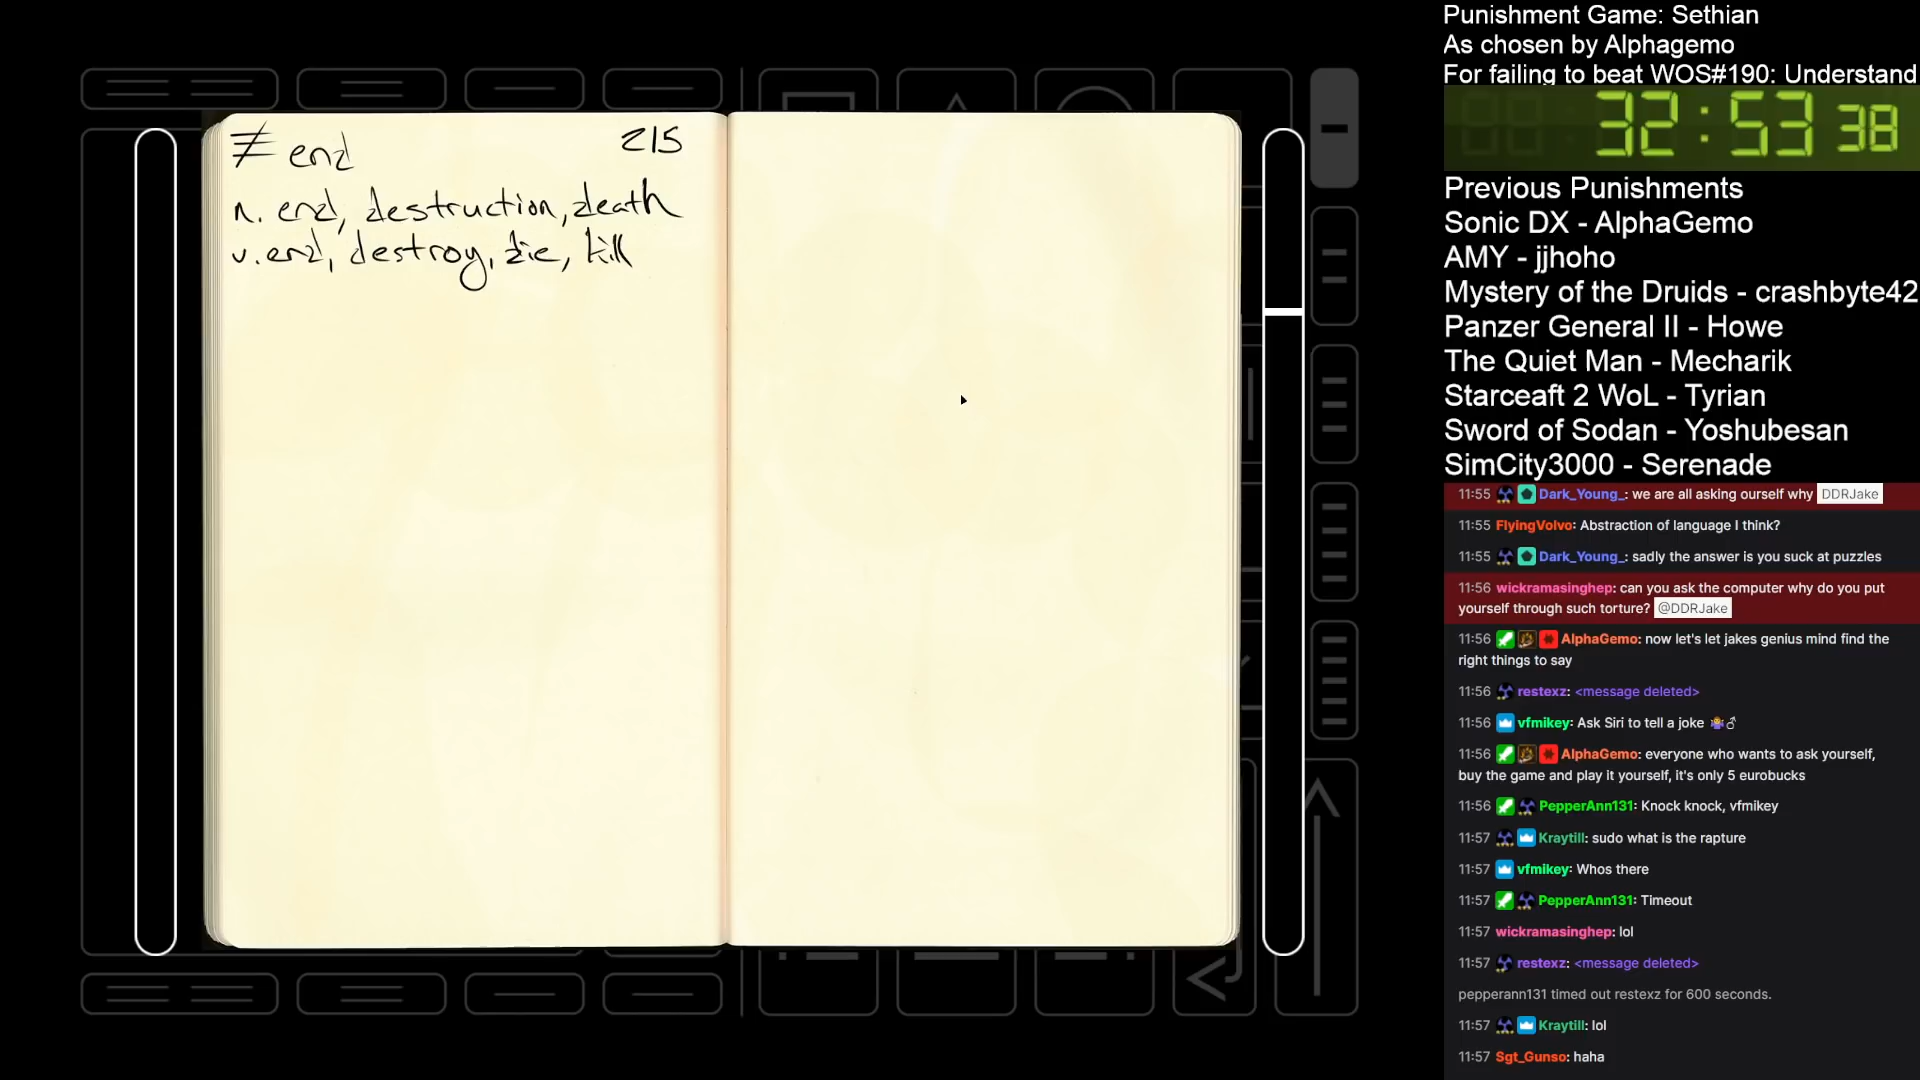 ≠ end 215
n. end, destruction, death
v. end, destroy, die, kill
Punishment Game: Sethian
As chosen by Alphagemo
For failing to beat WOS#190: Understand
32:53 38
Previous Punishments
Sonic DX - AlphaGemo
AMY - jjhoho
Mystery of the Druids - crashbyte42
Panzer General II - Howe
The Quiet Man - Mecharik
Starceaft 2 WoL - Tyrian
Sword of Sodan - Yoshubesan
SimCity3000 - Serenade
11:55 Dark_Young_: we are all asking ourself why DDRJake
11:55 FlyingVolvo: Abstraction of language I think?
11:55 Dark_Young_: sadly the answer is you suck at puzzles
11:56 wickramasinghep: can you ask the computer why do you put
yourself through such torture? @DDRJake
11:56 AlphaGemo: now let's let jakes genius mind find the
right things to say
11:56 restexz: <message deleted>
11:56 vfmikey: Ask Siri to tell a joke 🤷♂
11:56 AlphaGemo: everyone who wants to ask yourself,
buy the game and play it yourself, it's only 5 eurobucks
11:56 PepperAnn131: Knock knock, vfmikey
11:57 Kraytill: sudo what is the rapture
11:57 vfmikey: Whos there
11:57 PepperAnn131: Timeout
11:57 wickramasinghep: lol
11:57 restexz: <message deleted>
pepperann131 timed out restexz for 600 seconds.
11:57 Kraytill: lol
11:57 Sgt_Gunso: haha